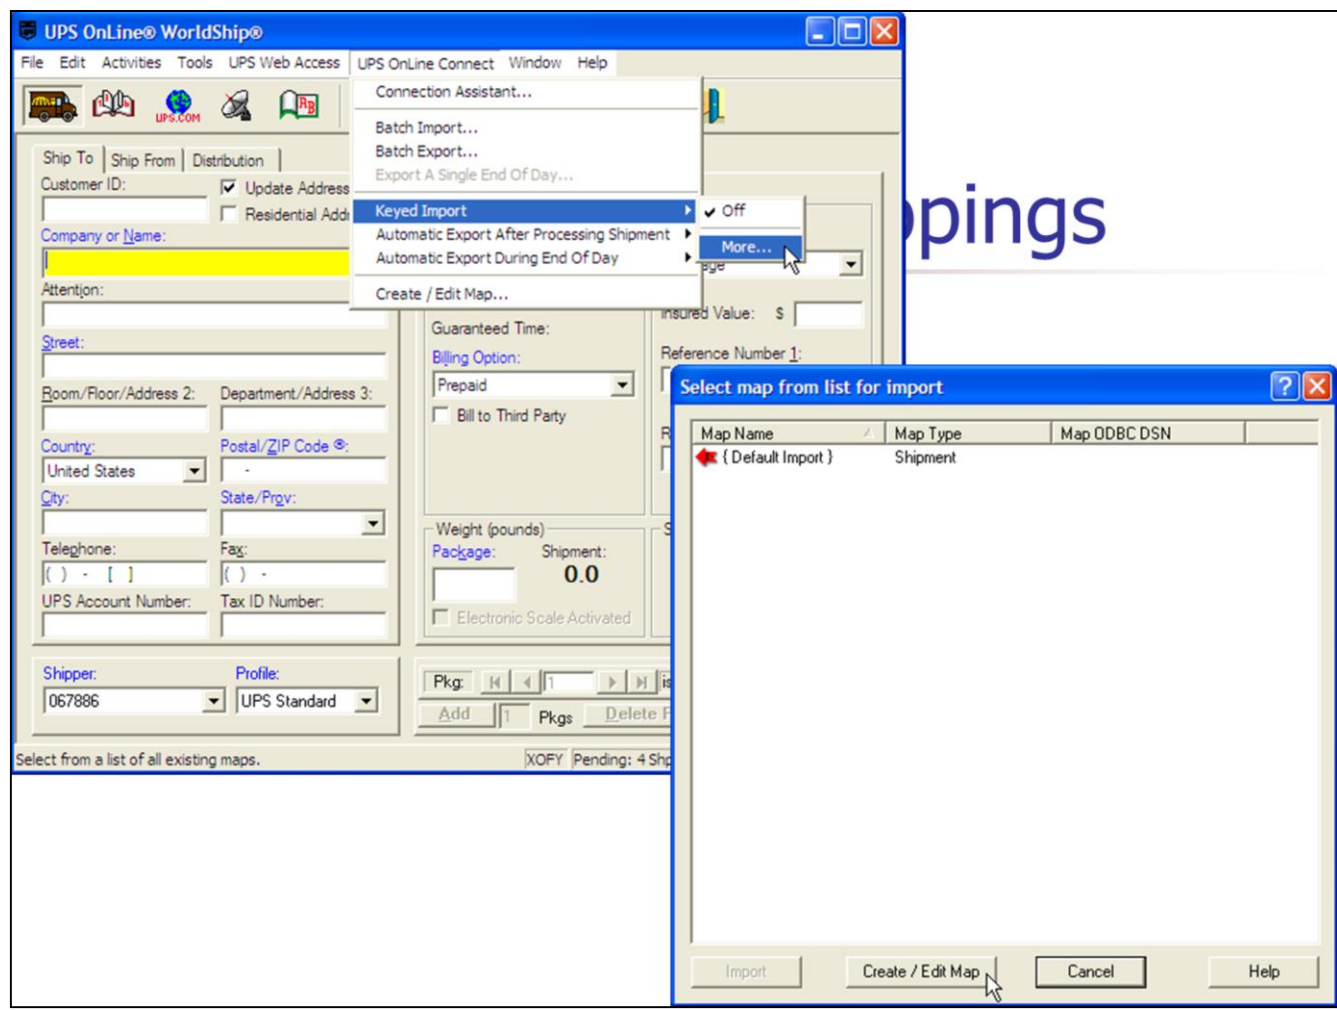 UPS OnLine® WorldShip®
File Edit Activities Tools UPS Web Access UPS OnLine Connect Window Help
UPS.COM
RB
Connection Assistant...
Batch Import...
Batch Export...
Export A Single End Of Day...
Keyed Import
Automatic Export After Processing Shipment
Automatic Export During End Of Day
Create / Edit Map...
Off
More...
ppings
Ship To Ship From Distribution
Customer ID:
Update Address
Residential Addr
Company or Name:
Attention:
Street:
Room/Floor/Address 2: Department/Address 3:
Country: Postal/ZIP Code ®:
United States -
City: State/Prov:
Telephone: Fax:
( ) - [ ] ( ) -
UPS Account Number: Tax ID Number:
Shipper: Profile:
067886 UPS Standard
Guaranteed Time:
Billing Option:
Prepaid
Bill to Third Party
Insured Value: $
Reference Number 1:
R
Weight (pounds)
S
Package: Shipment:
0.0
Electronic Scale Activated
Pkg: 1 is
Add 1 Pkgs Delete P
Select from a list of all existing maps.
XOFY Pending: 4 Shp
Select map from list for import
Map Name Map Type Map ODBC DSN
{ Default Import } Shipment
Import Create / Edit Map Cancel Help